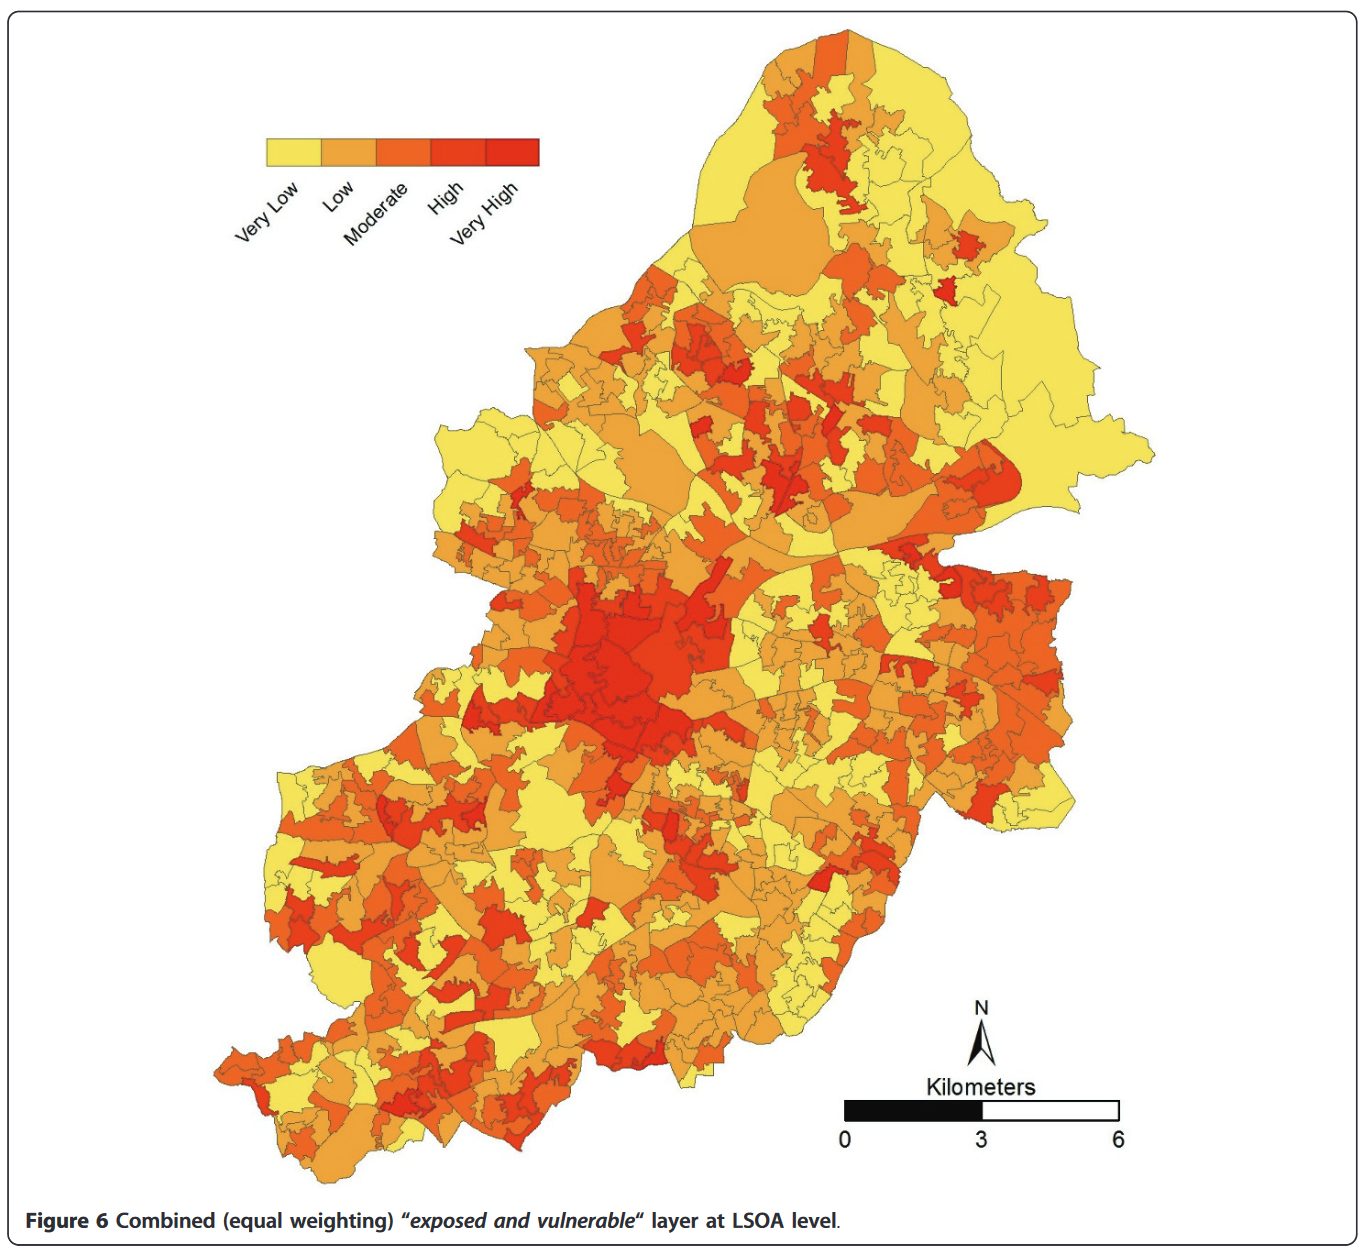 Very Low
Low
Moderate
High
Very High
N
Kilometers
0 3 6
Figure 6 Combined (equal weighting) “exposed and vulnerable“ layer at LSOA level.